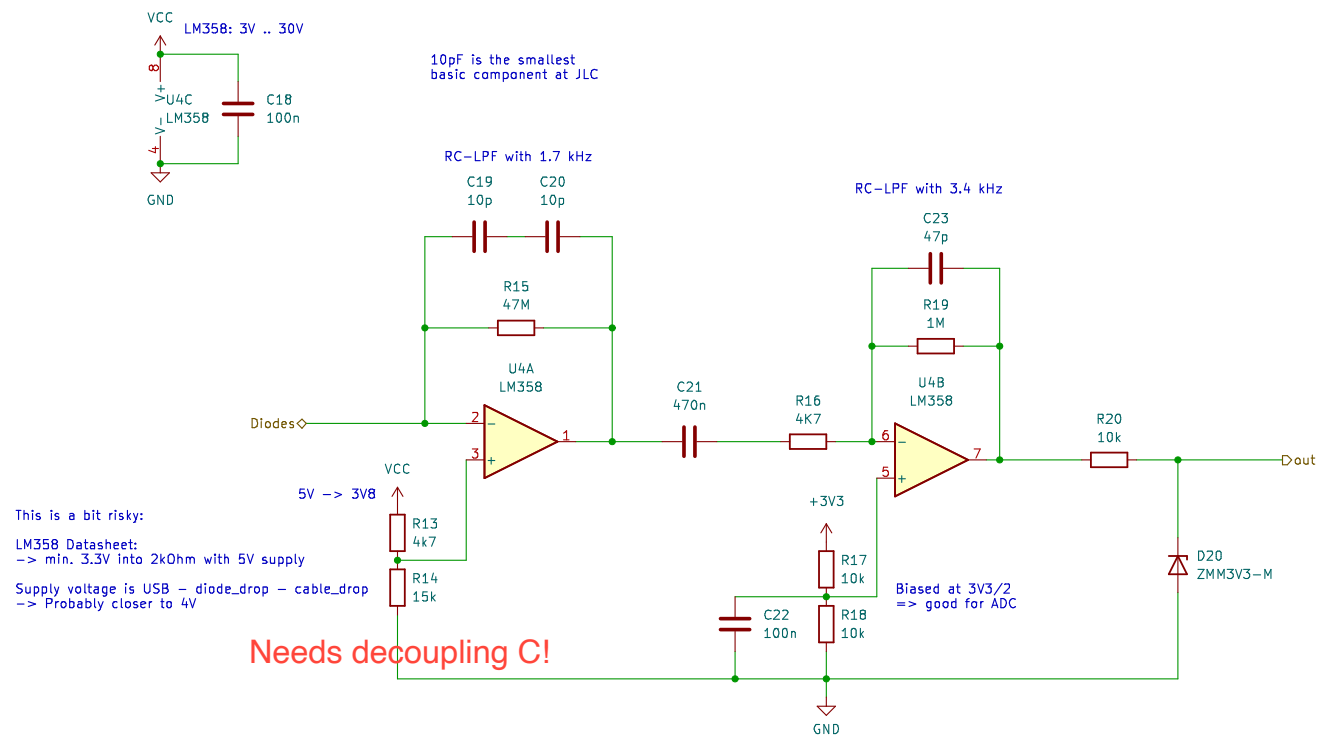 VCC
LM358: 3V .. 30V
8
V+
U4C
LM358
V-
4
C18
100n
GND
10pF is the smallest
basic component at JLC
RC-LPF with 1.7 kHz
C19
10p
C20
10p
R15
47M
U4A
LM358
Diodes
2
-
3
+
1
VCC
5V -> 3V8
R13
4k7
R14
15k
This is a bit risky:
LM358 Datasheet:
-> min. 3.3V into 2kOhm with 5V supply
Supply voltage is USB - diode_drop - cable_drop
-> Probably closer to 4V
Needs decoupling C!
C21
470n
R16
4K7
RC-LPF with 3.4 kHz
C23
47p
R19
1M
U4B
LM358
6
-
5
+
7
+3V3
R17
10k
R18
10k
C22
100n
Biased at 3V3/2
=> good for ADC
GND
R20
10k
out
D20
ZMM3V3-M